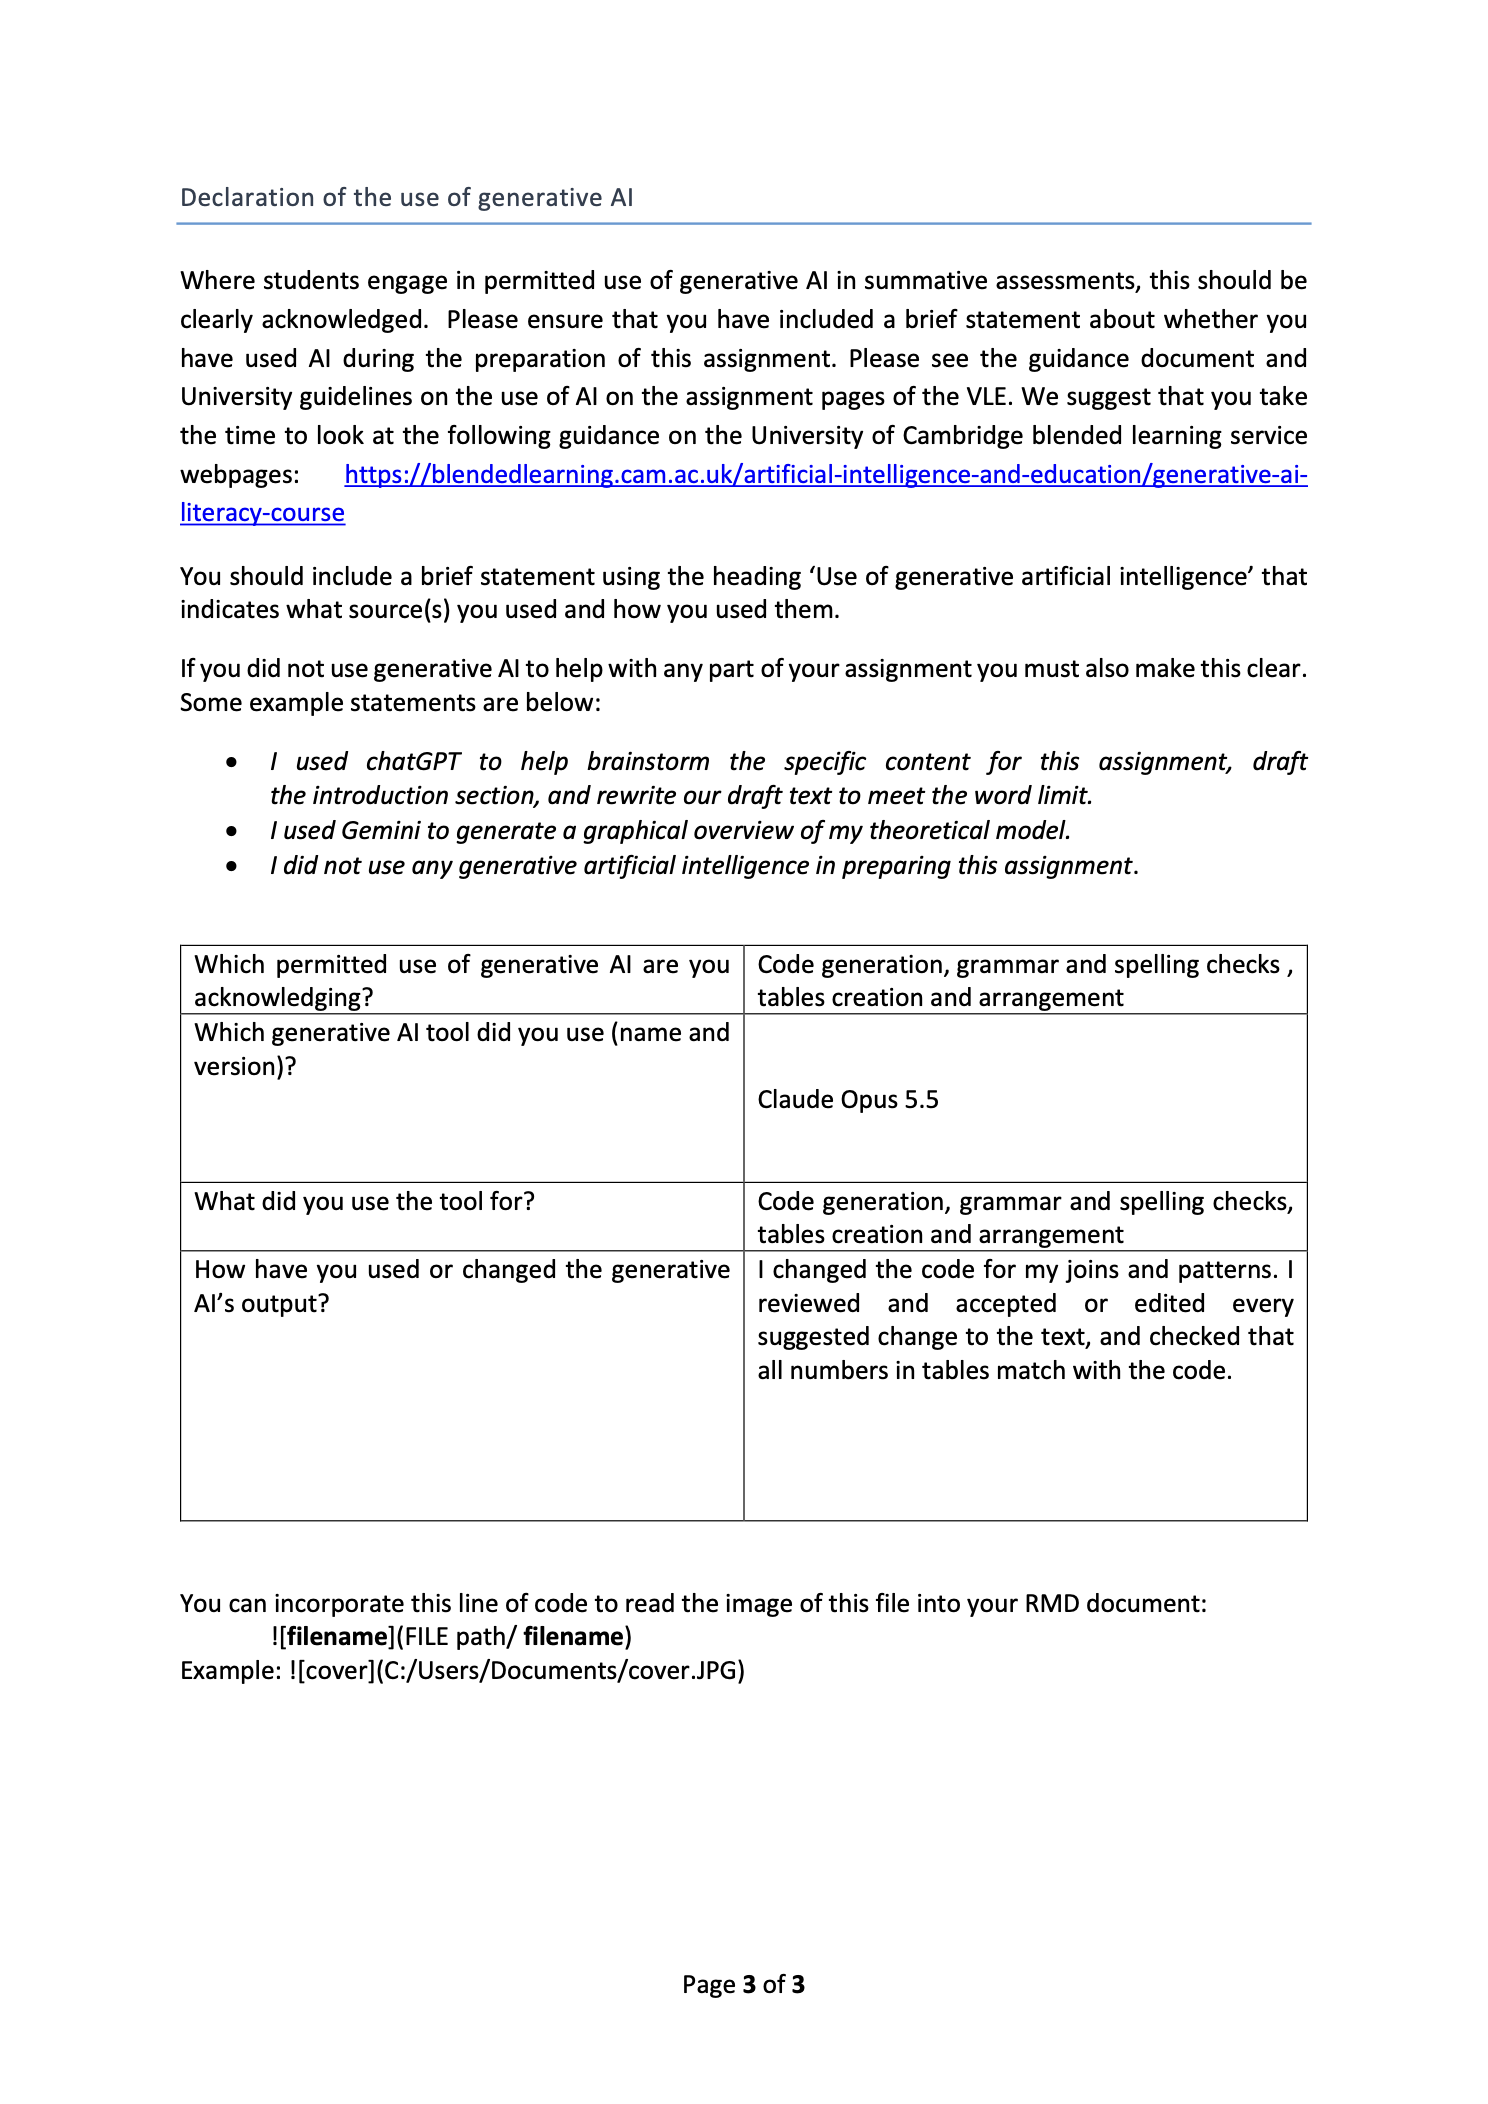 Declaration of the use of generative AI
Where students engage in permitted use of generative AI in summative assessments, this should be
clearly acknowledged.  Please ensure that you have included a brief statement about whether you
have used AI during the preparation of this assignment. Please see the guidance document and
University guidelines on the use of AI on the assignment pages of the VLE. We suggest that you take
the time to look at the following guidance on the University of Cambridge blended learning service
webpages: https://blendedlearning.cam.ac.uk/artificial-intelligence-and-education/generative-ai-
literacy-course
You should include a brief statement using the heading ‘Use of generative artificial intelligence’ that
indicates what source(s) you used and how you used them.
If you did not use generative AI to help with any part of your assignment you must also make this clear.
Some example statements are below:
• I used chatGPT to help brainstorm the specific content for this assignment, draft
the introduction section, and rewrite our draft text to meet the word limit.
• I used Gemini to generate a graphical overview of my theoretical model.
• I did not use any generative artificial intelligence in preparing this assignment.
Which permitted use of generative AI are you
acknowledging?
Code generation, grammar and spelling checks ,
tables creation and arrangement
Which generative AI tool did you use (name and
version)?
Claude Opus 5.5
What did you use the tool for?
Code generation, grammar and spelling checks,
tables creation and arrangement
How have you used or changed the generative
AI’s output?
I changed the code for my joins and patterns. I
reviewed and accepted or edited every
suggested change to the text, and checked that
all numbers in tables match with the code.
You can incorporate this line of code to read the image of this file into your RMD document:
![filename](FILE path/ filename)
Example: ![cover](C:/Users/Documents/cover.JPG)
Page 3 of 3